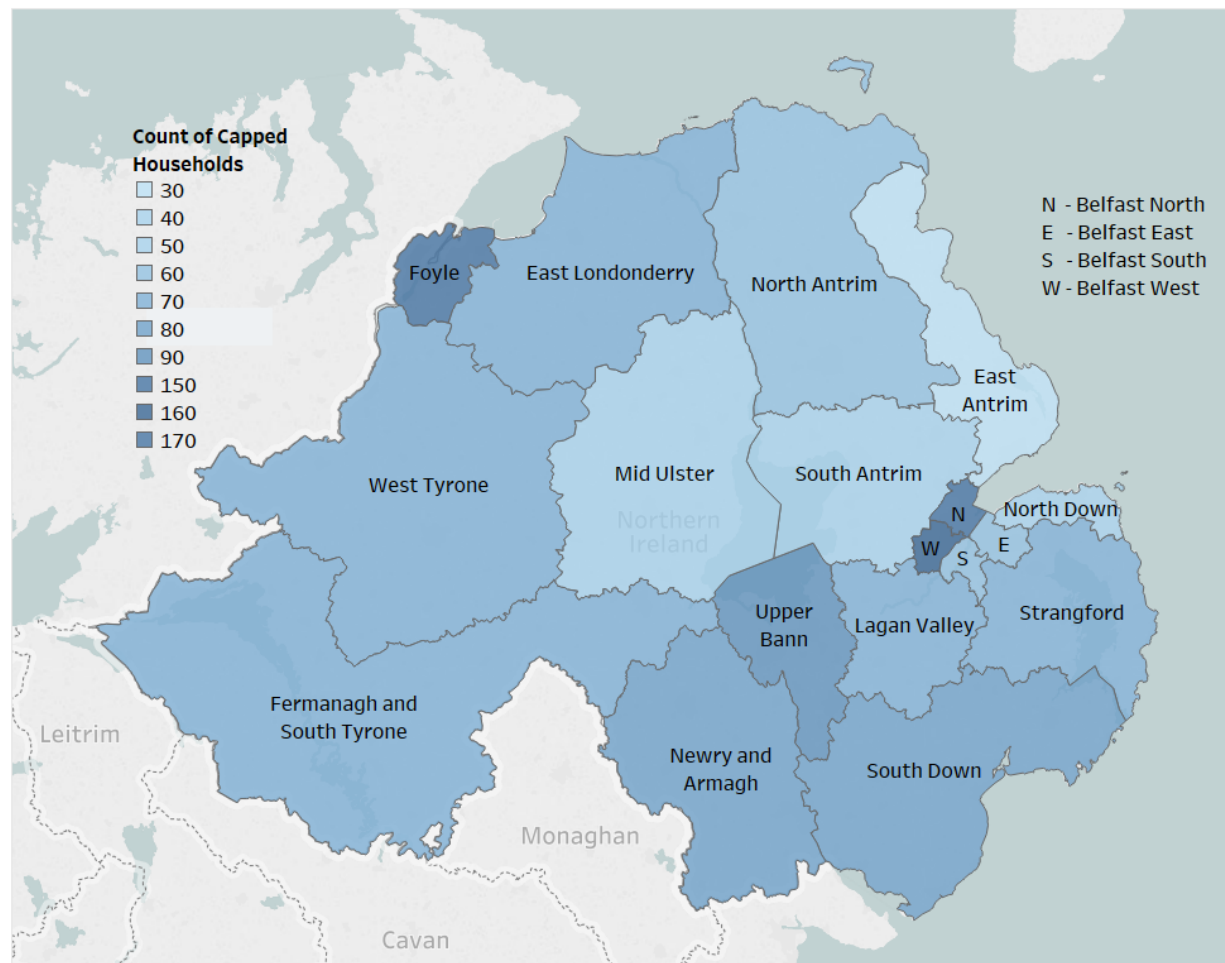 Count of Capped
Households
30
40
50
60
70
80
90
150
160
170
N - Belfast North
E - Belfast East
S - Belfast South
W - Belfast West
Foyle
East Londonderry
North Antrim
East
Antrim
West Tyrone
Mid Ulster
South Antrim
Northern
Ireland
N
North Down
W
E
S
Upper
Bann
Lagan Valley
Strangford
Fermanagh and
South Tyrone
Leitrim
Newry and
Armagh
South Down
Monaghan
Cavan